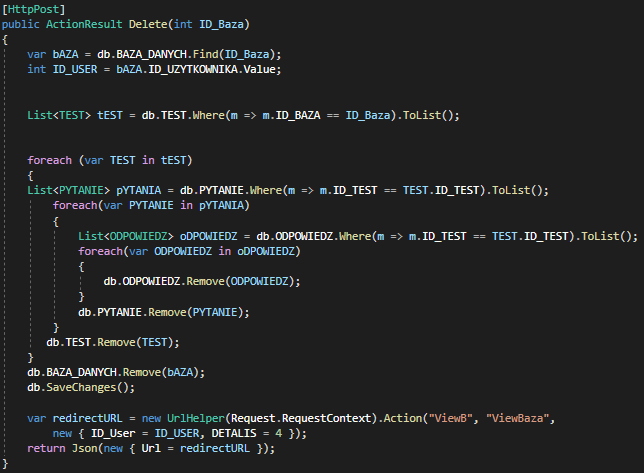 [HttpPost]
public ActionResult Delete(int ID_Baza)
{
var bAZA = db.BAZA_DANYCH.Find(ID_Baza);
int ID_USER = bAZA.ID_UZYTKOWNIKA.Value;
List<TEST> tEST = db.TEST.Where(m => m.ID_BAZA == ID_Baza).ToList();
foreach (var TEST in tEST)
{
List<PYTANIE> pYTANIA = db.PYTANIE.Where(m => m.ID_TEST == TEST.ID_TEST).ToList();
foreach(var PYTANIE in pYTANIA)
{
List<ODPOWIEDZ> oDPOWIEDZ = db.ODPOWIEDZ.Where(m => m.ID_TEST == TEST.ID_TEST).ToList();
foreach(var ODPOWIEDZ in oDPOWIEDZ)
{
db.ODPOWIEDZ.Remove(ODPOWIEDZ);
}
db.PYTANIE.Remove(PYTANIE);
}
db.TEST.Remove(TEST);
}
db.BAZA_DANYCH.Remove(bAZA);
db.SaveChanges();
var redirectURL = new UrlHelper(Request.RequestContext).Action("ViewB", "ViewBaza",
new { ID_User = ID_USER, DETALIS = 4 });
return Json(new { Url = redirectURL });
}